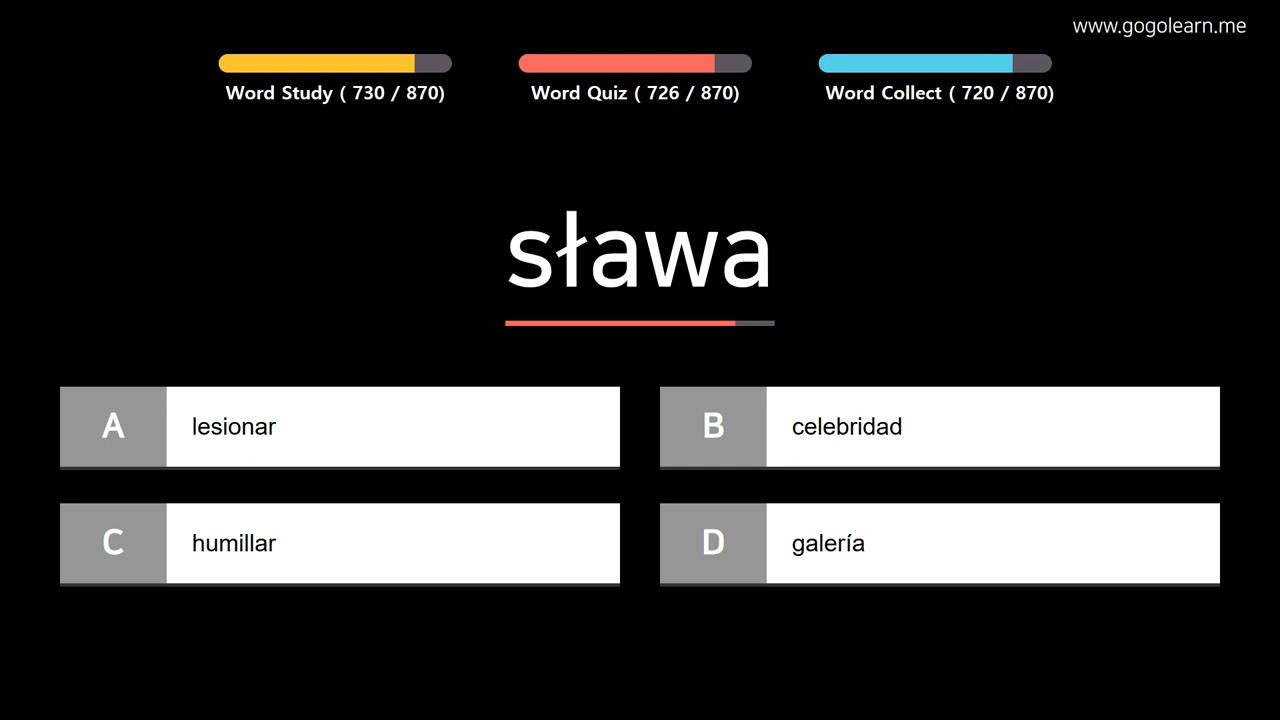 www.gogolearn.me
Word Study ( 730 / 870)
Word Quiz ( 726 / 870)
Word Collect ( 720 / 870)
sława
A lesionar
B celebridad
C humillar
D galería